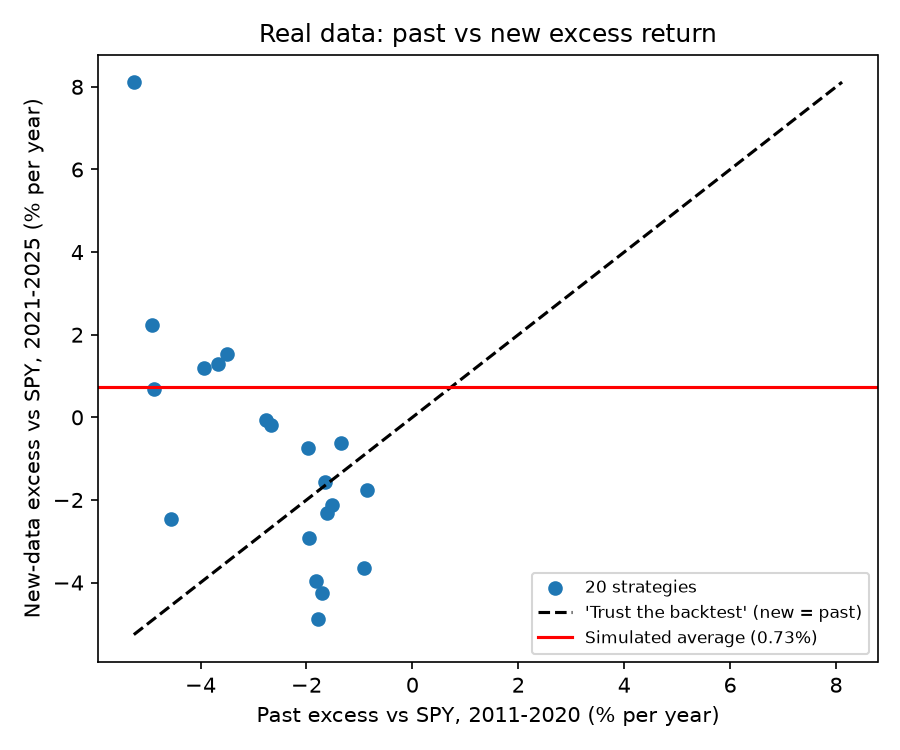 Real data: past vs new excess return
New-data excess vs SPY, 2021-2025 (% per year)
8
6
4
2
0
−2
−4
−4
−2
0
2
4
6
8
Past excess vs SPY, 2011-2020 (% per year)
20 strategies
'Trust the backtest' (new = past)
Simulated average (0.73%)